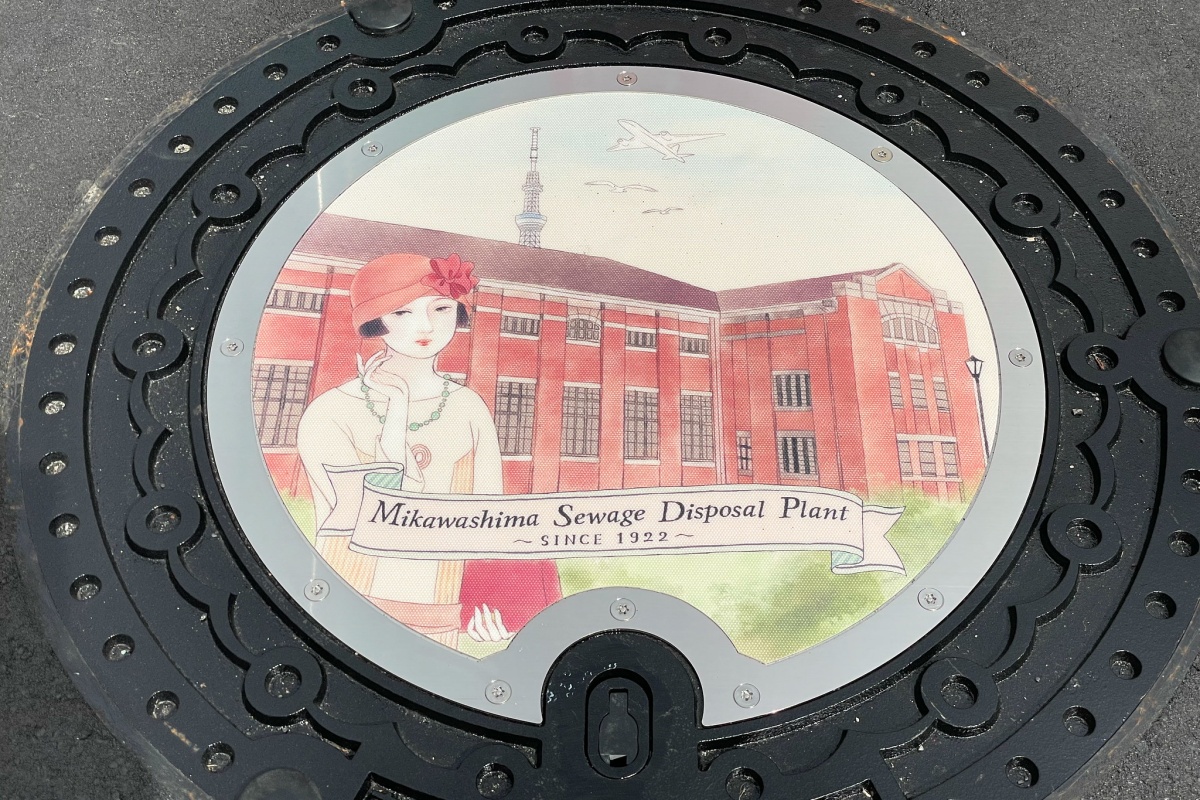 Mikawashima Sewage Disposal Plant
～SINCE 1922～